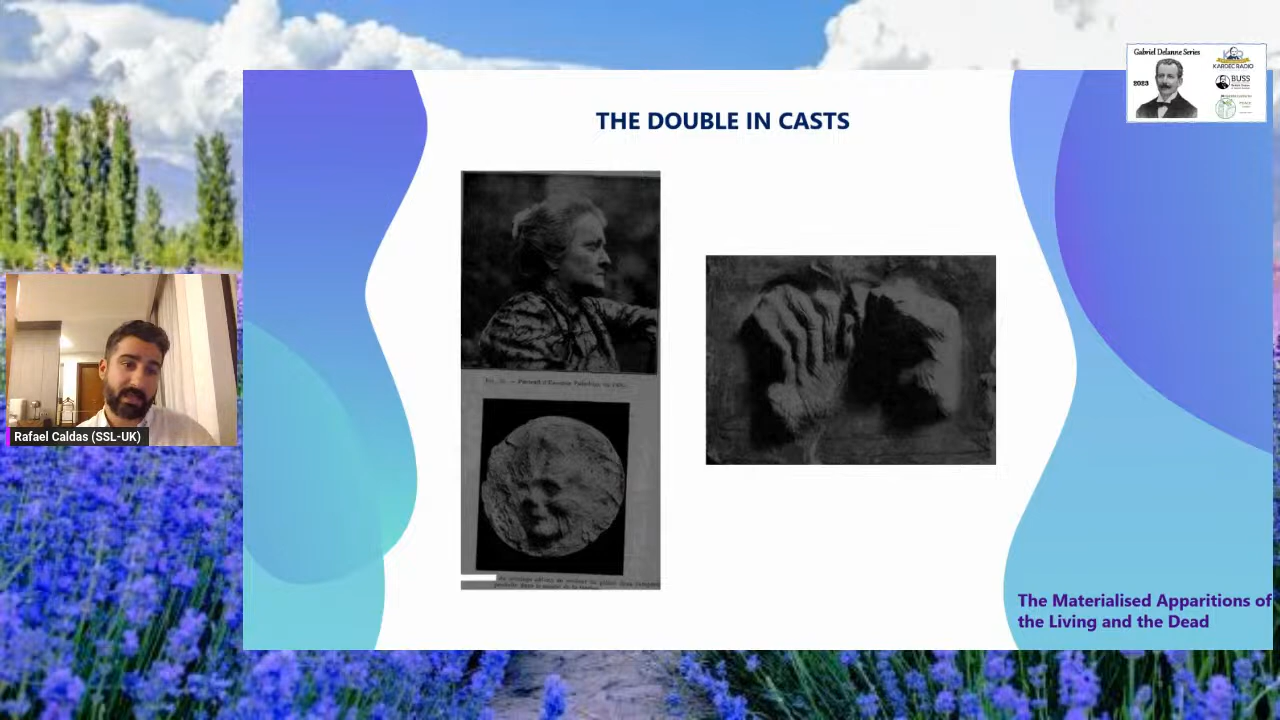 Gabriel Delanne Series
KARDEC RADIO
2023
BUSS
THE DOUBLE IN CASTS
Rafael Caldas (SSL-UK)
The Materialised Apparitions of
the Living and the Dead